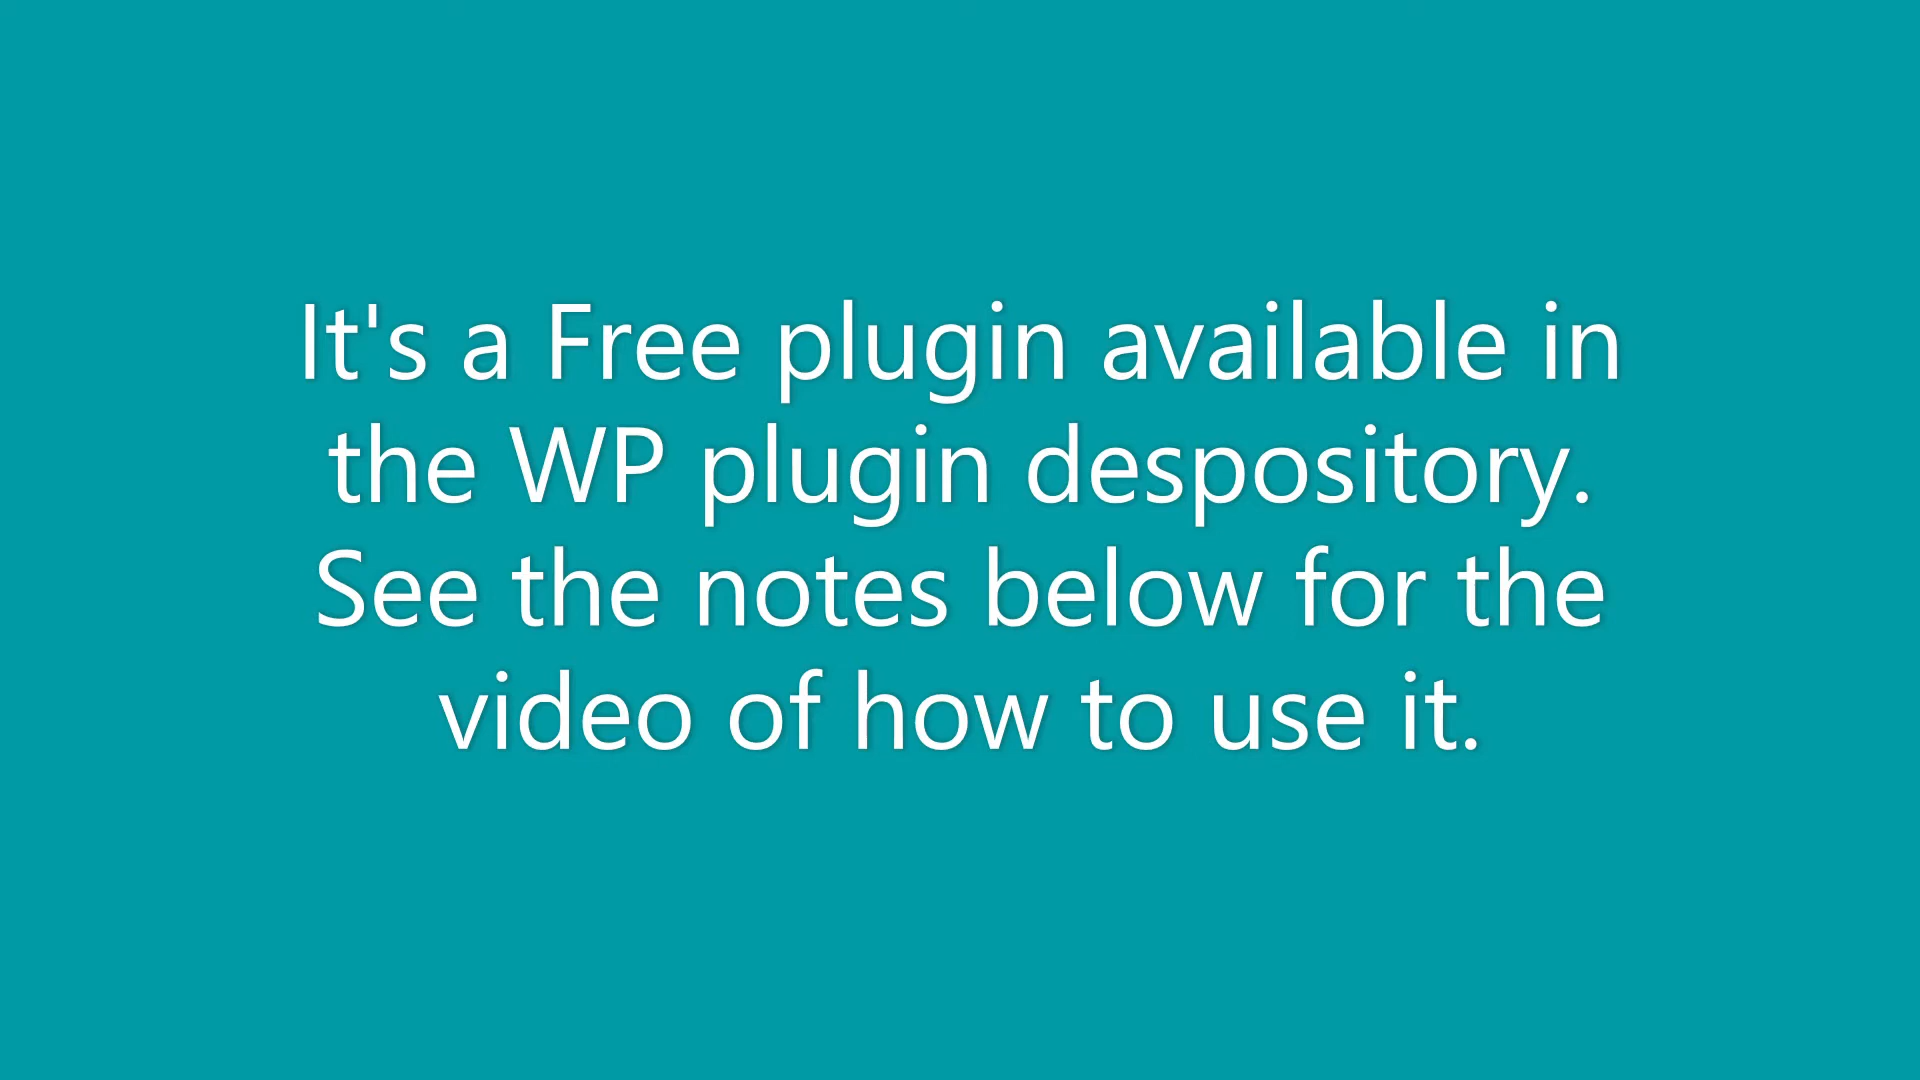 It's a Free plugin available in
the WP plugin despository.
See the notes below for the
video of how to use it.